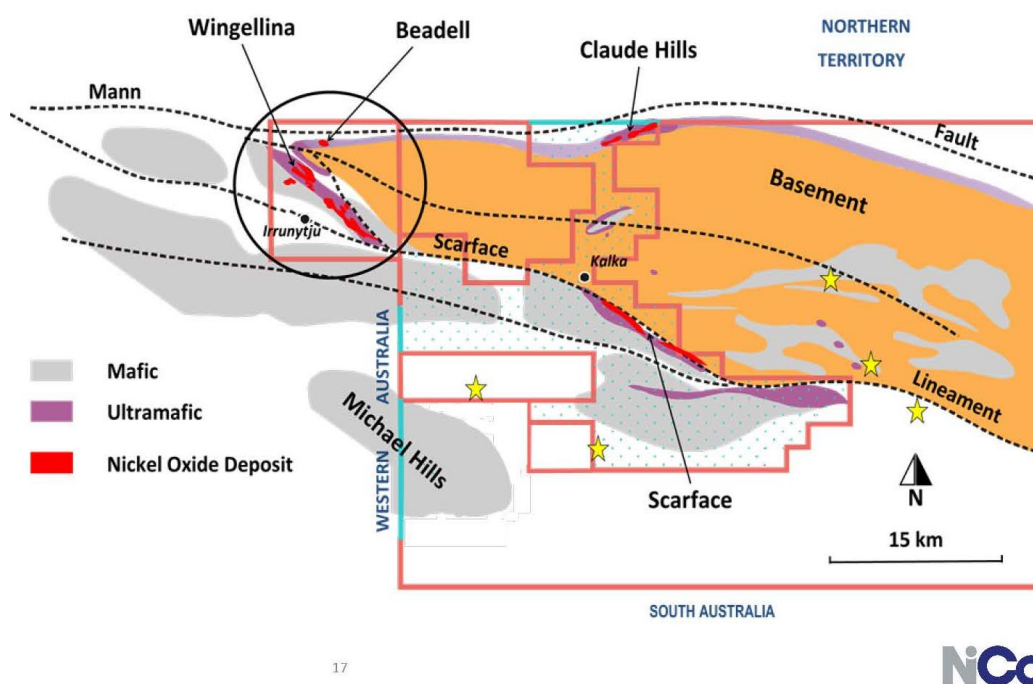 Wingellina
Beadell
Claude Hills
NORTHERN
TERRITORY
Mann
Fault
Basement
Irrunytju
Scarface
Kalka
Mafic
Ultramafic
Nickel Oxide Deposit
WESTERN AUSTRALIA
Michael Hills
Lineament
Scarface
N
15 km
SOUTH AUSTRALIA
17
NiCo